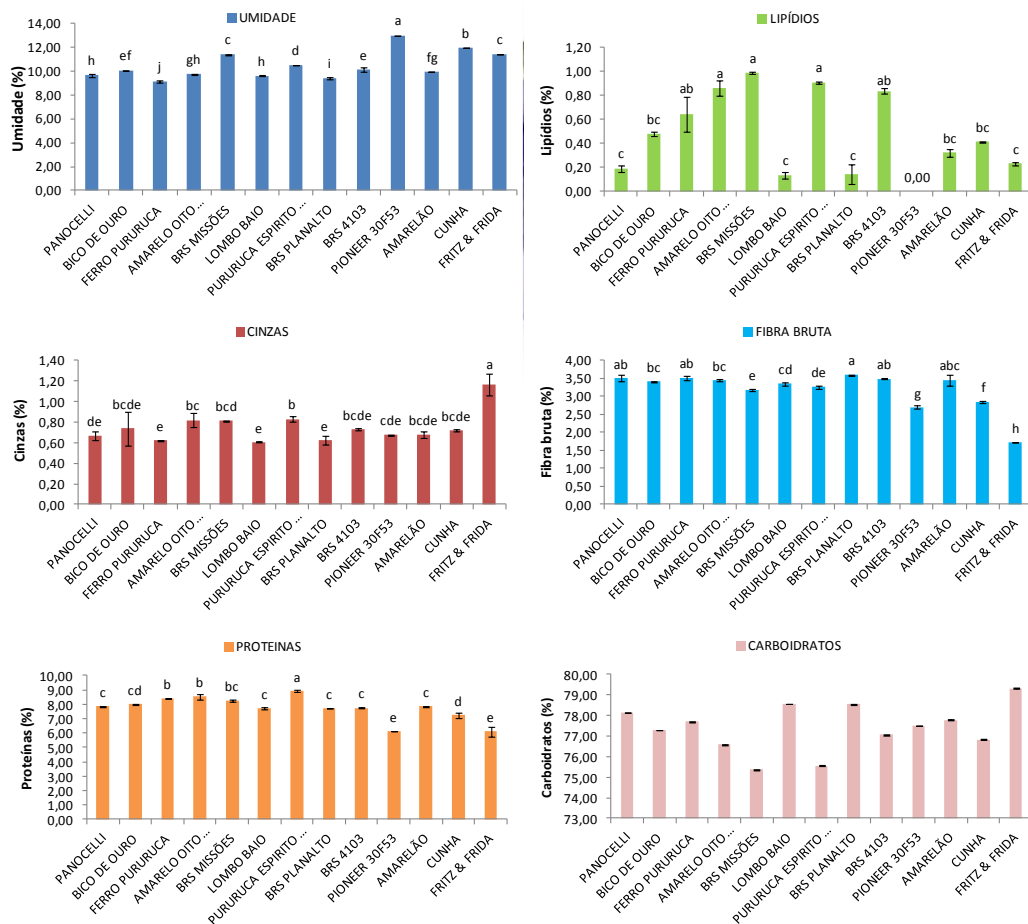 UMIDADE
Umidade (%)
14,00
12,00
10,00
8,00
6,00
4,00
2,00
0,00
h ef j gh c h d i e a fg b c
PANOCELLI
BICO DE OURO
FERRO PURURUCA
AMARELO OITO ...
BRS MISSÕES
LOMBO BAIO
PURURUCA ESPIRITO ...
BRS PLANALTO
BRS 4103
PIONEER 30F53
AMARELÃO
CUNHA
FRITZ & FRIDA
LIPÍDIOS
Lipídios (%)
1,20
1,00
0,80
0,60
0,40
0,20
0,00
c bc ab a a c a c ab 0,00 bc bc c
PANOCELLI
BICO DE OURO
FERRO PURURUCA
AMARELO OITO ...
BRS MISSÕES
LOMBO BAIO
PURURUCA ESPIRITO ...
BRS PLANALTO
BRS 4103
PIONEER 30F53
AMARELÃO
CUNHA
FRITZ & FRIDA
CINZAS
Cinzas (%)
1,40
1,20
1,00
0,80
0,60
0,40
0,20
0,00
de bcde e bc bcd e b e bcde cde bcde bcde a
PANOCELLI
BICO DE OURO
FERRO PURURUCA
AMARELO OITO ...
BRS MISSÕES
LOMBO BAIO
PURURUCA ESPIRITO ...
BRS PLANALTO
BRS 4103
PIONEER 30F53
AMARELÃO
CUNHA
FRITZ & FRIDA
FIBRA BRUTA
Fibra bruta (%)
4,00
3,50
3,00
2,50
2,00
1,50
1,00
0,50
0,00
ab bc ab bc e cd de a ab g abc f h
PANOCELLI
BICO DE OURO
FERRO PURURUCA
AMARELO OITO ...
BRS MISSÕES
LOMBO BAIO
PURURUCA ESPIRITO ...
BRS PLANALTO
BRS 4103
PIONEER 30F53
AMARELÃO
CUNHA
FRITZ & FRIDA
PROTEINAS
Proteínas (%)
10,00
9,00
8,00
7,00
6,00
5,00
4,00
3,00
2,00
1,00
0,00
c cd b b bc c a c c e c d e
PANOCELLI
BICO DE OURO
FERRO PURURUCA
AMARELO OITO ...
BRS MISSÕES
LOMBO BAIO
PURURUCA ESPIRITO ...
BRS PLANALTO
BRS 4103
PIONEER 30F53
AMARELÃO
CUNHA
FRITZ & FRIDA
CARBOIDRATOS
Carboidratos (%)
80,00
79,00
78,00
77,00
76,00
75,00
74,00
73,00
PANOCELLI
BICO DE OURO
FERRO PURURUCA
AMARELO OITO ...
BRS MISSÕES
LOMBO BAIO
PURURUCA ESPIRITO ...
BRS PLANALTO
BRS 4103
PIONEER 30F53
AMARELÃO
CUNHA
FRITZ & FRIDA